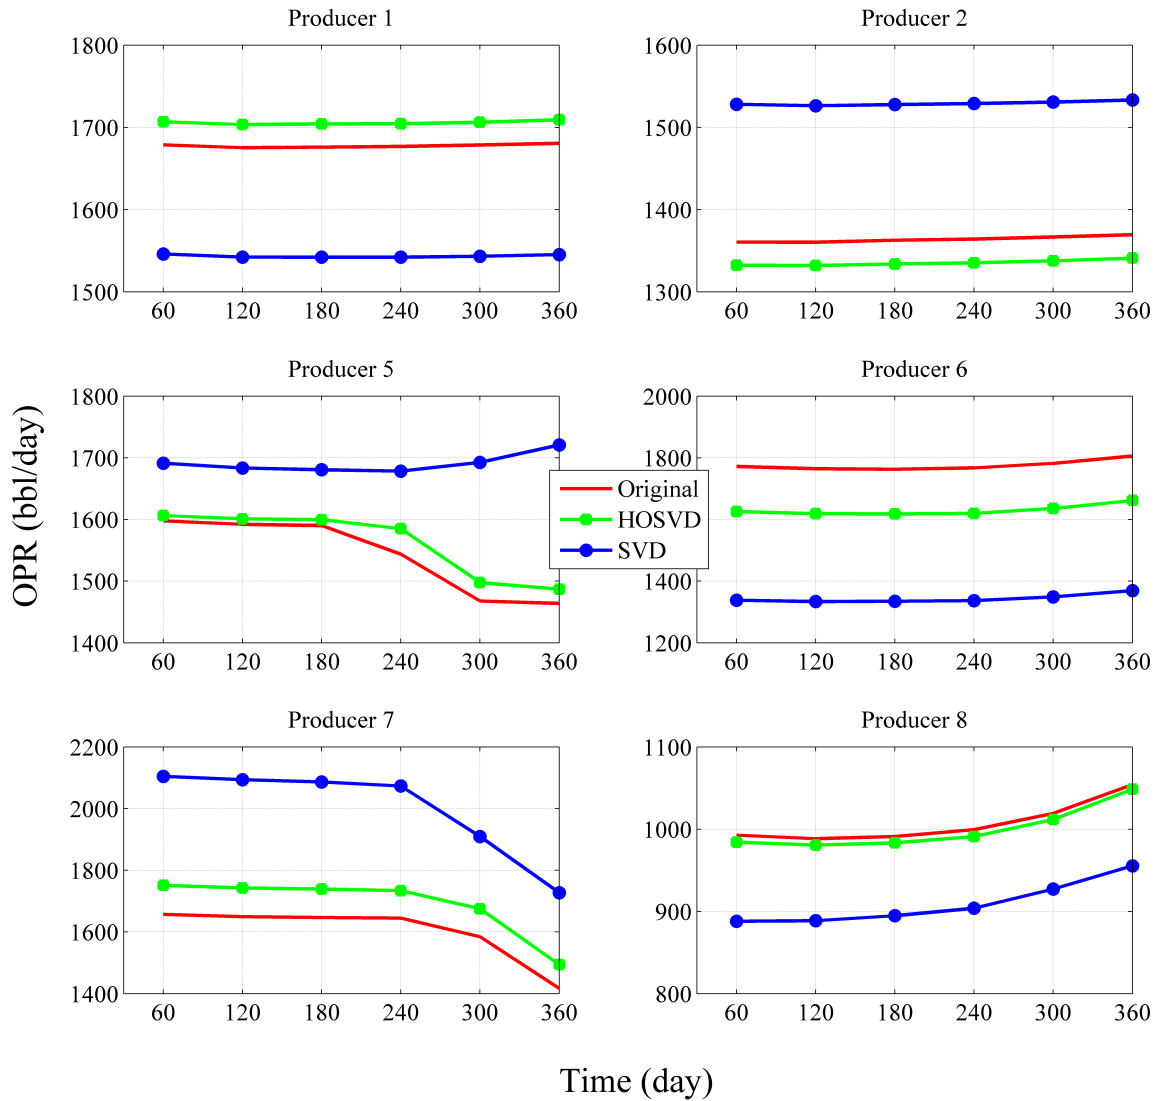 Producer 1
1800
1700
1600
1500
60 120 180 240 300 360
Producer 2
1600
1500
1400
1300
60 120 180 240 300 360
Producer 5
1800
1700
1600
1500
1400
60 120 180 240 300 360
Producer 6
2000
1800
1400
1200
60 120 180 240 300 360
Original
HOSVD
SVD
Producer 7
2200
2000
1800
1600
1400
60 120 180 240 300 360
Producer 8
1100
1000
900
800
60 120 180 240 300 360
OPR (bbl/day)
Time (day)